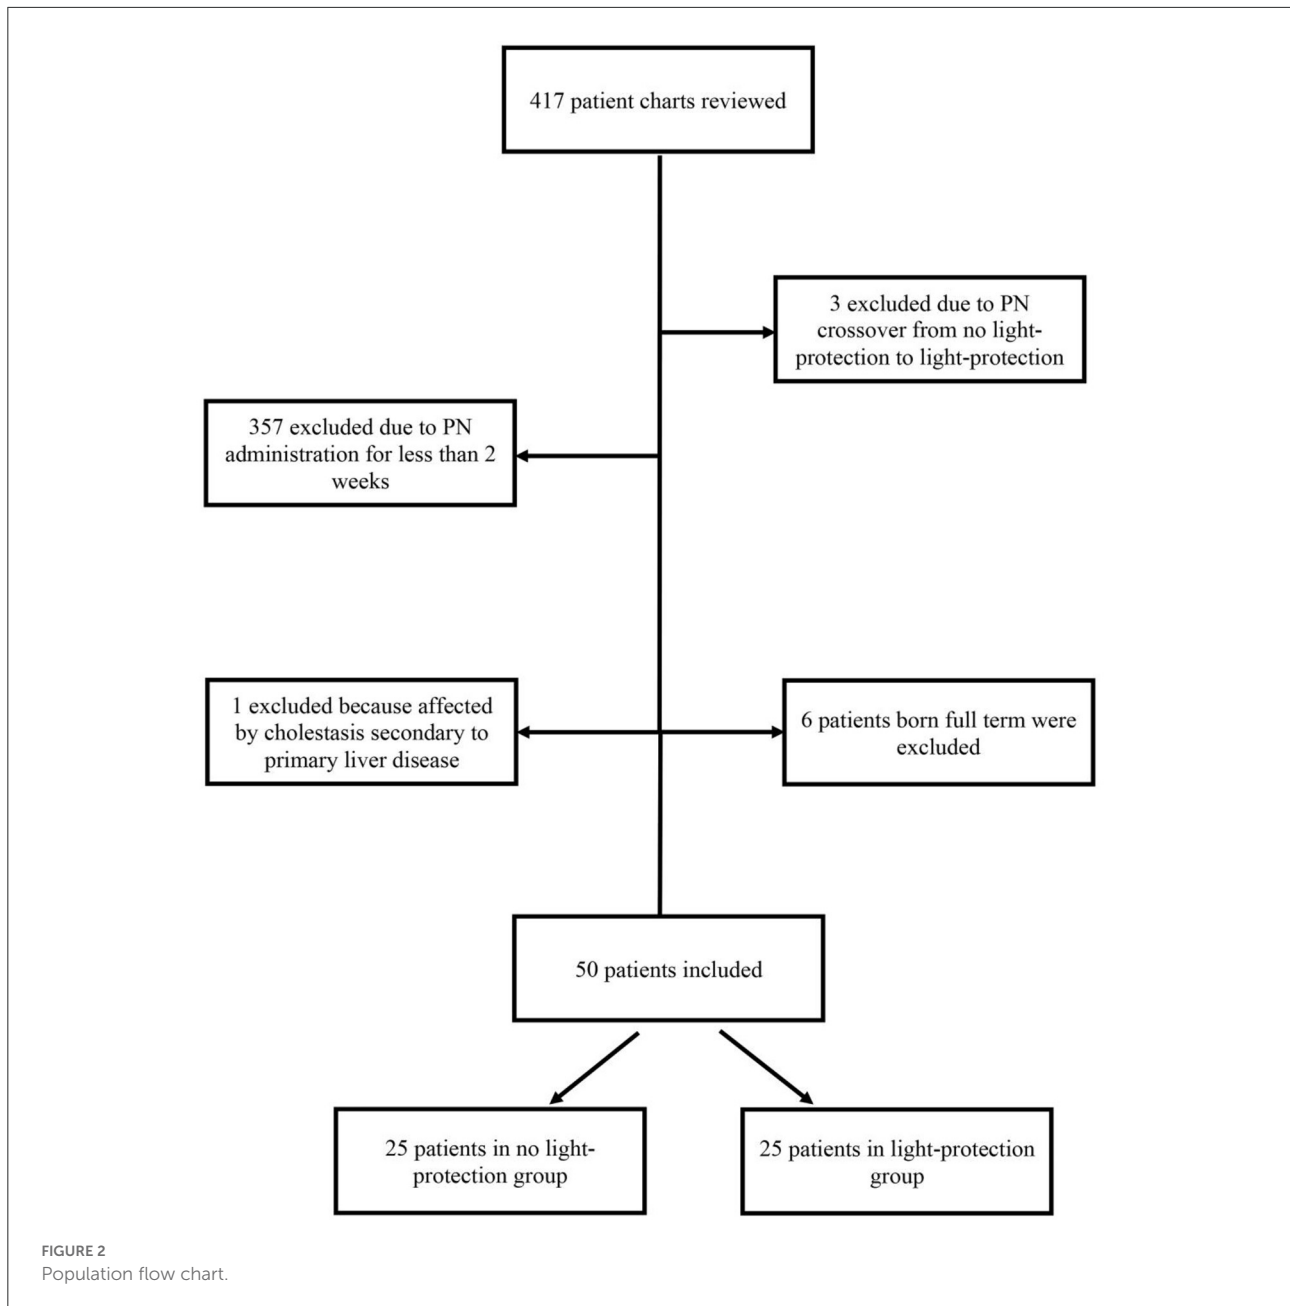 417 patient charts reviewed
3 excluded due to PN
crossover from no light-
protection to light-protection
357 excluded due to PN
administration for less than 2
weeks
1 excluded because affected
by cholestasis secondary to
primary liver disease
6 patients born full term were
excluded
50 patients included
25 patients in no light-
protection group
25 patients in light-protection
group
FIGURE 2
Population flow chart.